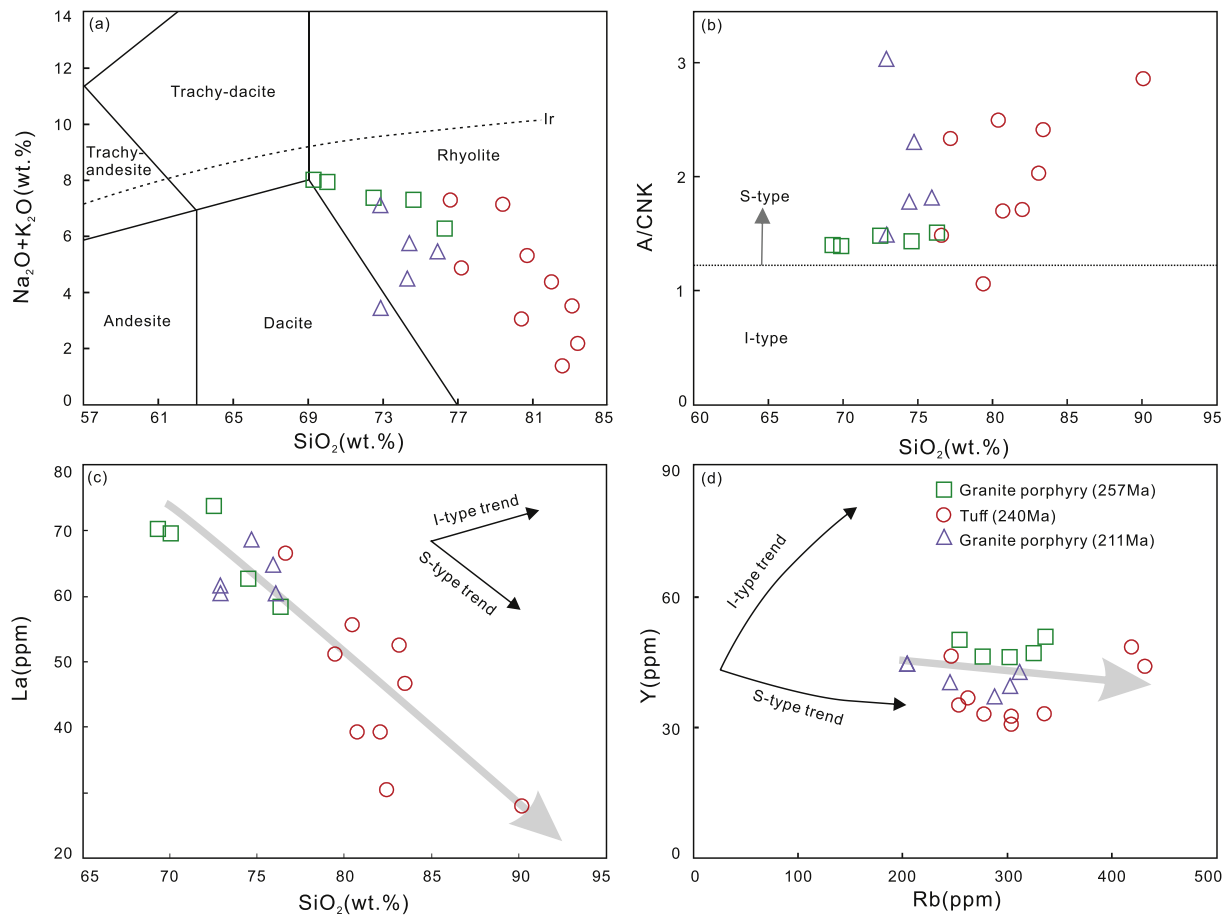 (a)
14
12
10
8
6
4
2
0
Na₂O+K₂O(wt.%)
Trachy-dacite
Ir
Trachy-
andesite
Rhyolite
Andesite
Dacite
57
61
65
69
73
77
81
85
SiO₂(wt.%)
(b)
3
2
1
0
A/CNK
S-type
I-type
60
65
70
75
80
85
90
95
SiO₂(wt.%)
(c)
80
70
60
50
40
20
La(ppm)
I-type trend
S-type trend
65
70
75
80
85
90
95
SiO₂(wt.%)
(d)
90
60
30
0
Y(ppm)
Granite porphyry (257Ma)
Tuff (240Ma)
Granite porphyry (211Ma)
I-type trend
S-type trend
0
100
200
300
400
500
Rb(ppm)